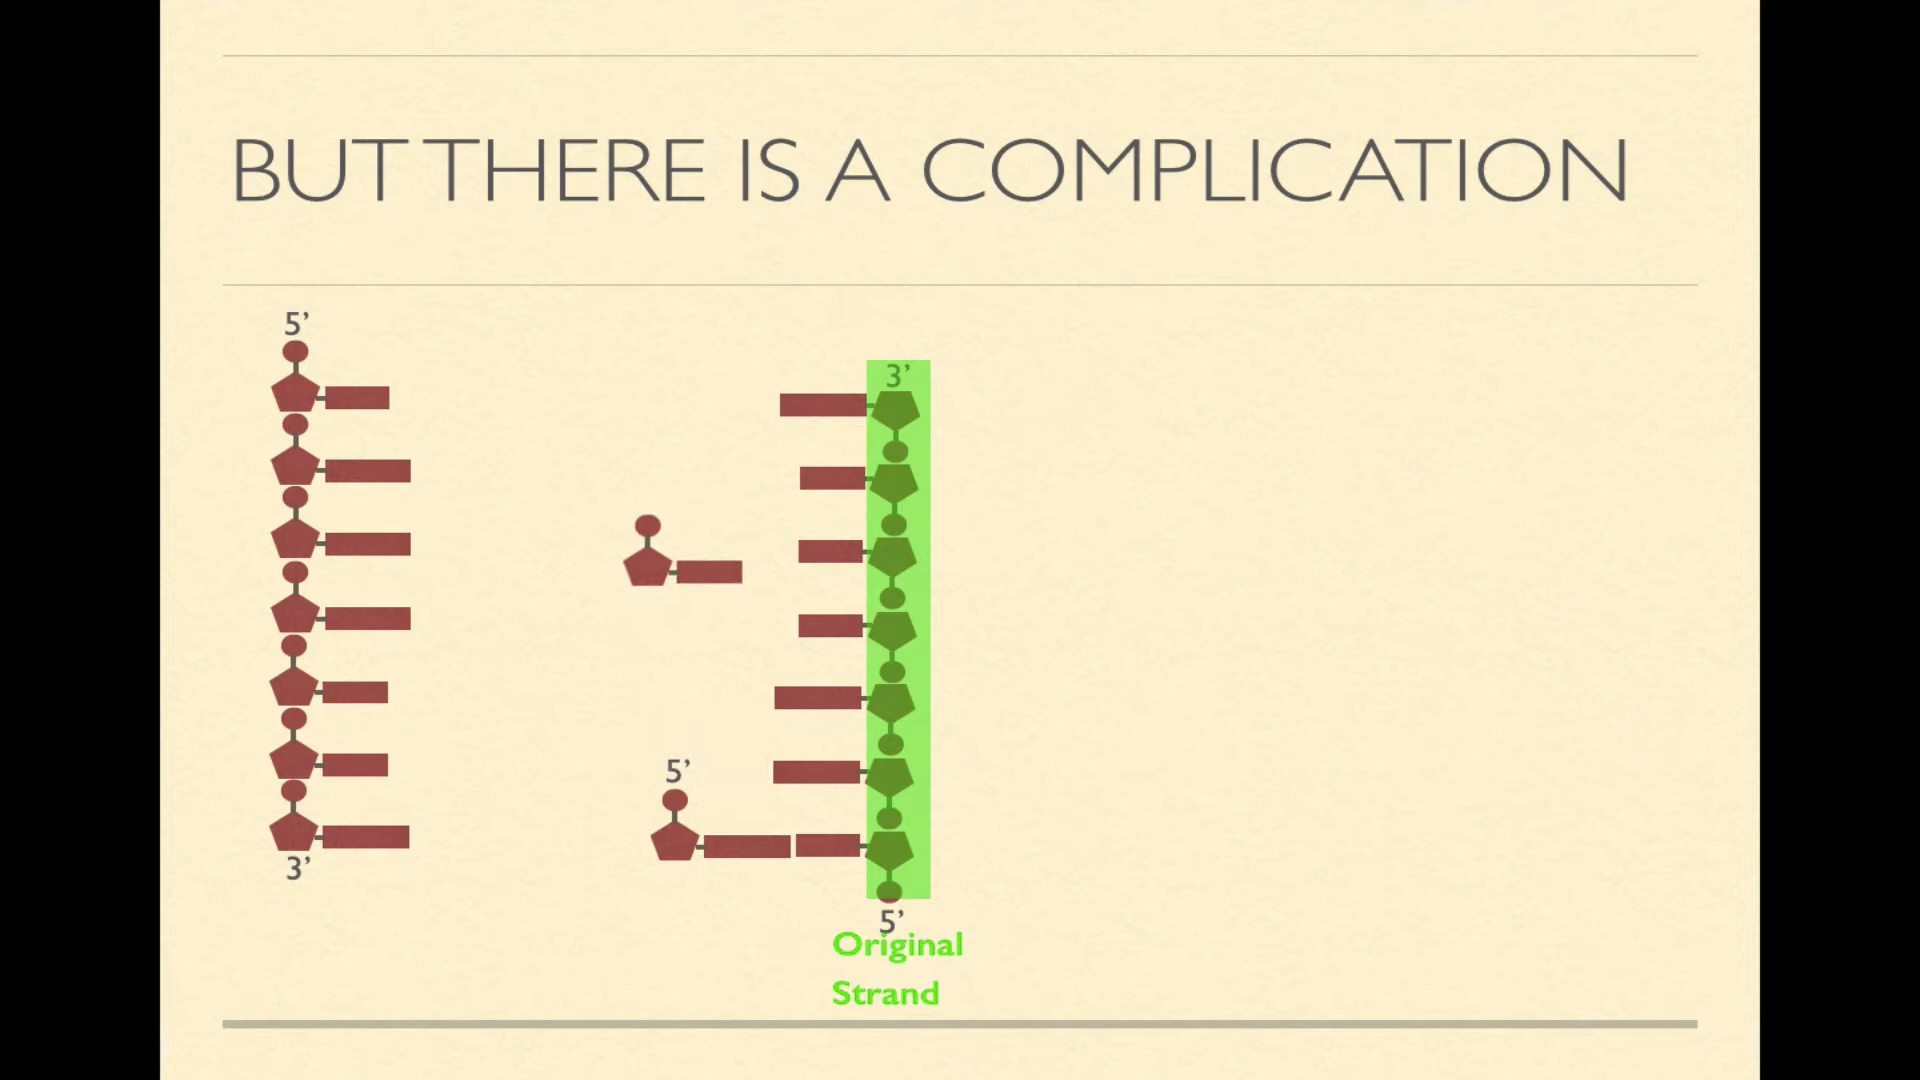 BUT THERE IS A COMPLICATION
5’
3’
5’
3’
5’
Original
Strand